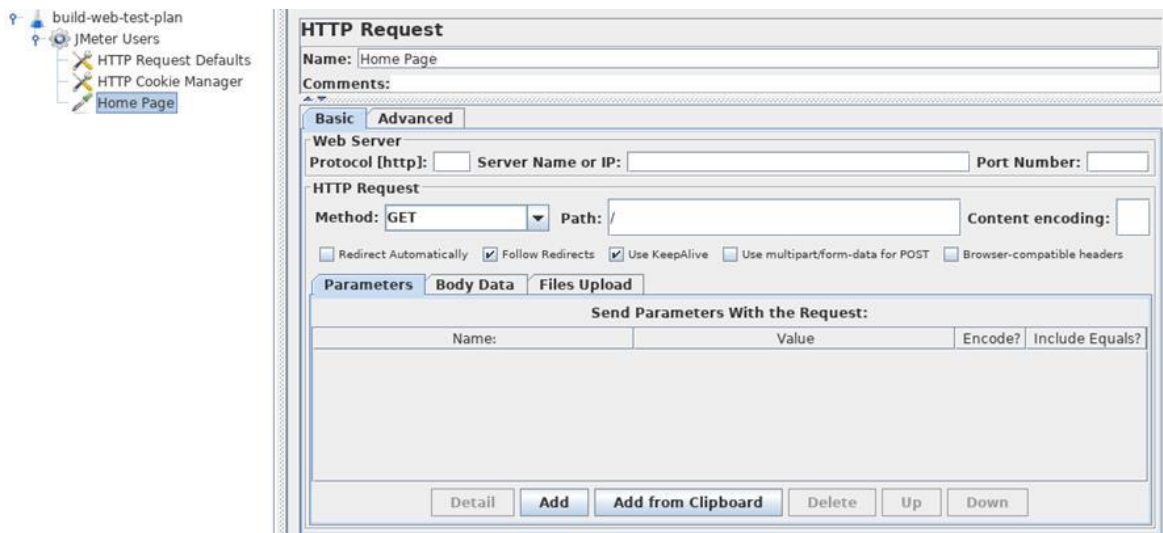 build-web-test-plan
JMeter Users
HTTP Request Defaults
HTTP Cookie Manager
Home Page
HTTP Request
Name: Home Page
Comments:
Basic Advanced
Web Server
Protocol [http]: Server Name or IP: Port Number:
HTTP Request
Method: GET Path: / Content encoding:
Redirect Automatically Follow Redirects Use KeepAlive Use multipart/form-data for POST Browser-compatible headers
Parameters Body Data Files Upload
Send Parameters With the Request:
Name: Value Encode? Include Equals?
Detail Add Add from Clipboard Delete Up Down